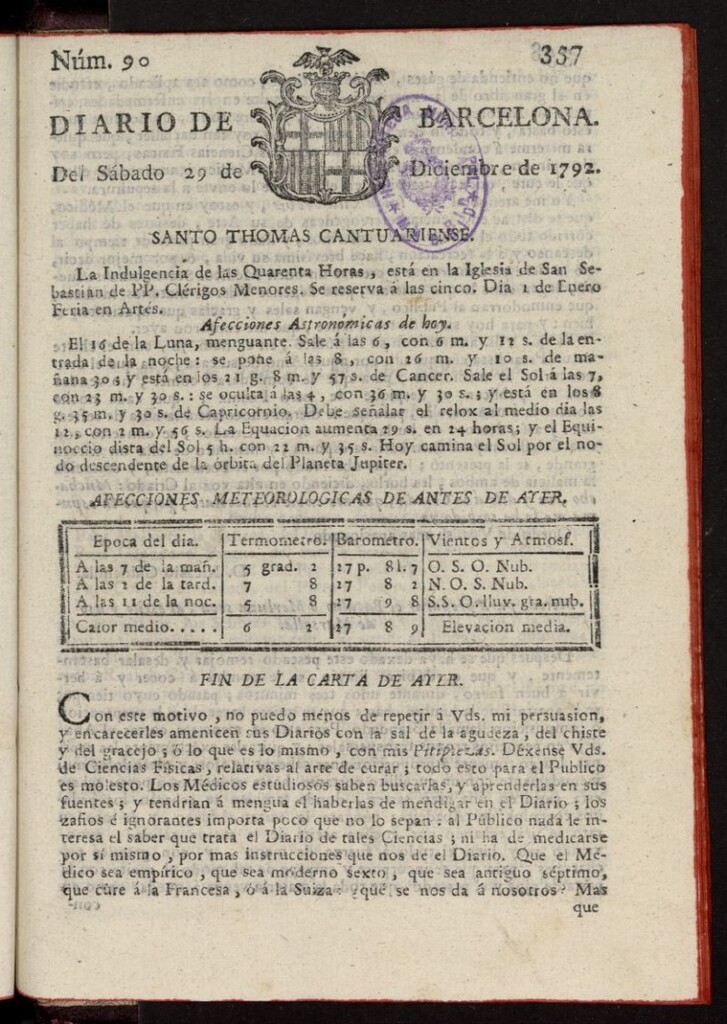 Núm. 90
357
DIARIO DE BARCELONA.
Del Sábado 29 de Diciembre de 1792.
SANTO THOMAS CANTUARIENSE.
La Indulgencia de las Quarenta Horas, está en la Iglesia de San Se-
bastian de PP. Clérigos Menores. Se reserva á las cinco. Dia 1 de Enero
Feria en Artes.
Afecciones Astronómicas de hoy.
El 16 de la Luna, menguante. Sale á las 6, con 6 m. y 12 s. de la en-
trada de la noche: se pone á las 8, con 26 m. y 10 s. de ma-
ñana 30; y está en los 21 g. 8 m. y 57 s. de Cancer. Sale el Sol á las 7,
con 23 m. y 30 s.: se oculta á las 4, con 36 m. y 30 s.; y está en los 8
g. 35 m. y 30 s. de Capricornio. Debe señalar el relox al medio dia las
12, con 2 m. y 56 s. La Equacion aumenta 29 s. en 24 horas; y el Equi-
noccio dista del Sol 5 h. con 22 m. y 35 s. Hoy camina el Sol por el no-
do descendente de la órbita del Planeta Jupiter.
AFECCIONES METEOROLOGICAS DE ANTES DE AYER.
Epoca del dia. Termometro. Barometro. Vientos y Atmosf.
A las 7 de la mañ. 5 grad. 2 27 p. 8 l. 7 O. S. O. Nub.
A las 2 de la tard. 7 8 27 8 2 N. O. S. Nub.
A las 11 de la noc. 5 8 27 9 8 S.S. O. lluv. gra. nub.
Calor medio..... 6 2 27 8 9 Elevacion media.
FIN DE LA CARTA DE AYER.
Con este motivo, no puedo menos de repetir á Vds. mi persuasion,
y encarecerles amenicen sus Diarios con la sal de la agudeza, del chiste
y del gracejo; ó lo que es lo mismo, con mis Pitiplezas. Déxense Vds.
de Ciencias Físicas, relativas al arte de curar; todo esto para el Publico
es molesto. Los Médicos estudiosos saben buscarlas, y aprenderlas en sus
fuentes; y tendrian á mengua el haberlas de mendigar en el Diario; los
zafios é ignorantes importa poco que no lo sepan: al Público nada le in-
teresa el saber que trata el Diario de tales Ciencias; ni ha de medicarse
por sí mismo, por mas instrucciones que nos de el Diario. Que el Mé-
dico sea empírico, que sea moderno sexto, que sea antiguo séptimo,
que cure á la Francesa, ó á la Suiza: ¿qué se nos da á nosotros? Mas
que